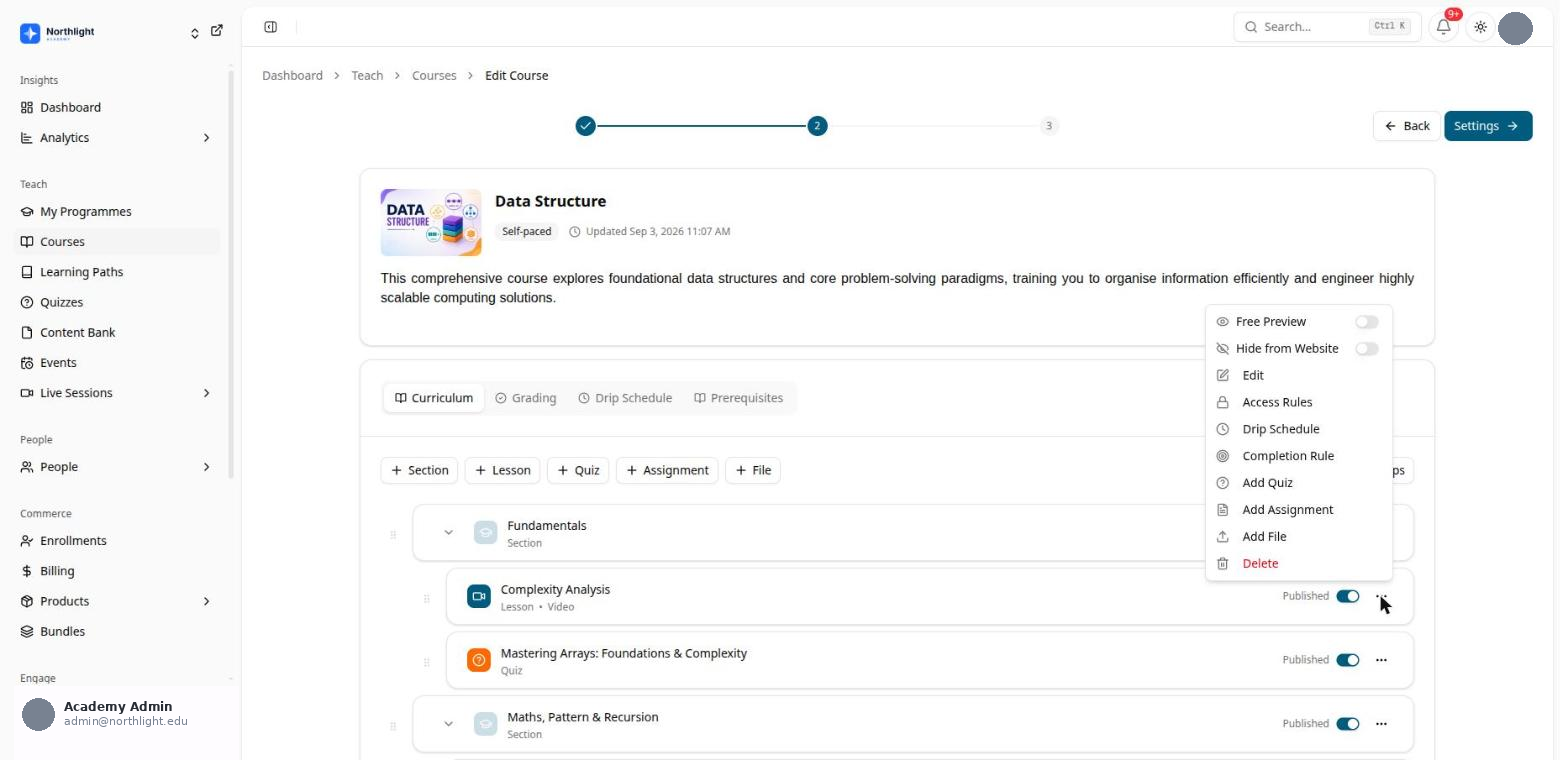 Northlight
ACADEMY
Search...
Ctrl K
9+
Insights
Dashboard
Analytics
Teach
My Programmes
Courses
Learning Paths
Quizzes
Content Bank
Events
Live Sessions
People
People
Commerce
Enrollments
Billing
Products
Bundles
Engage
Academy Admin
admin@northlight.edu
Dashboard > Teach > Courses > Edit Course
2
3
Back
Settings
DATA
STRUCTURE
Data Structure
Self-paced
Updated Sep 3, 2026 11:07 AM
This comprehensive course explores foundational data structures and core problem-solving paradigms, training you to organise information efficiently and engineer highly
scalable computing solutions.
Curriculum
Grading
Drip Schedule
Prerequisites
+ Section
+ Lesson
+ Quiz
+ Assignment
+ File
ps
Free Preview
Hide from Website
Edit
Access Rules
Drip Schedule
Completion Rule
Add Quiz
Add Assignment
Add File
Delete
Fundamentals
Section
Complexity Analysis
Lesson • Video
Published
Mastering Arrays: Foundations & Complexity
Quiz
Published
Maths, Pattern & Recursion
Section
Published